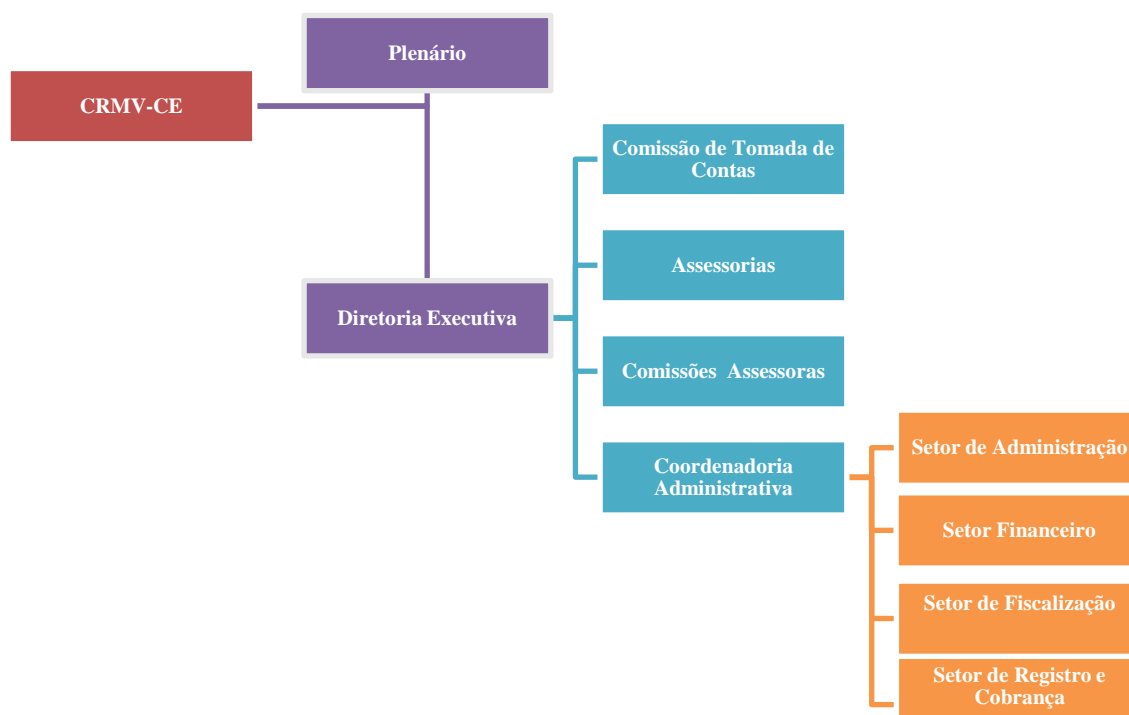 Plenário
CRMV-CE
Comissão de Tomada de
Contas
Assessorias
Diretoria Executiva
Comissões Assessoras
Coordenadoria
Administrativa
Setor de Administração
Setor Financeiro
Setor de Fiscalização
Setor de Registro e
Cobrança